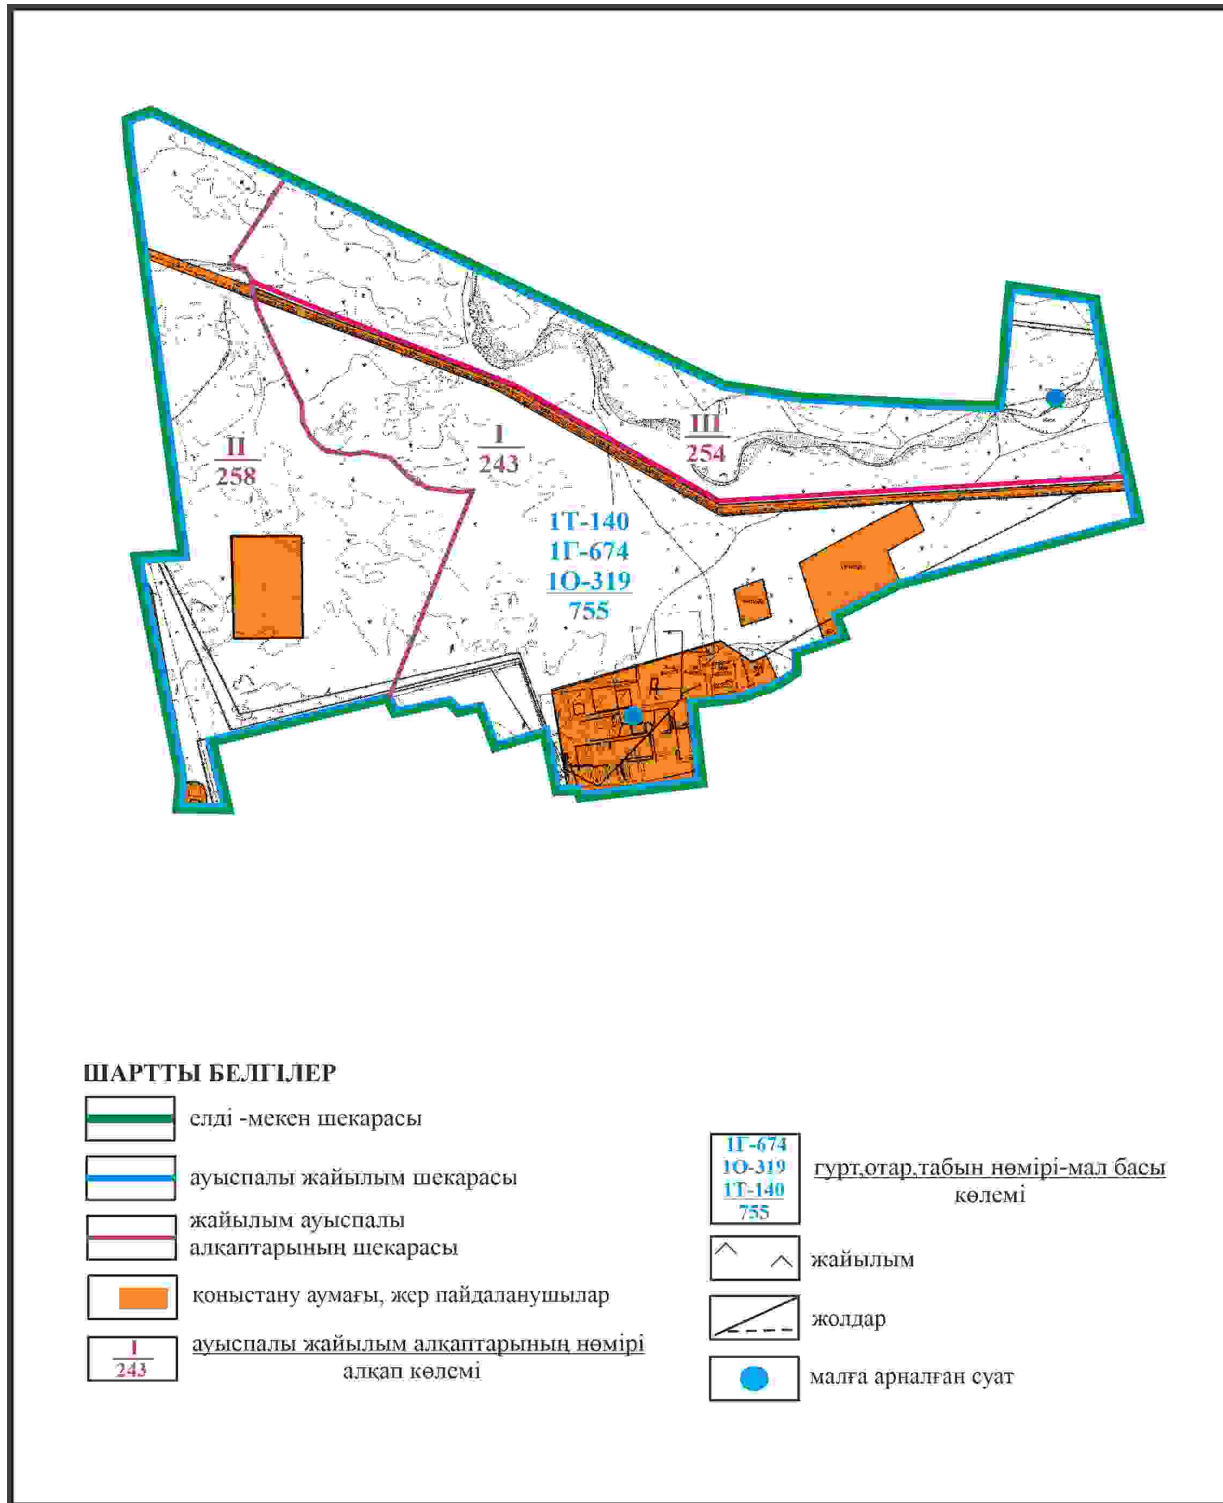 II
258
I
243
III
254
1Т-140
1Г-674
1О-319
755
ШАРТТЫ БЕЛГІЛЕР
елді -мекен шекарасы
ауыспалы жайылым шекарасы
жайылым ауыспалы
алқаптарының шекарасы
қоныстану аумағы, жер пайдаланушылар
I
243
ауыспалы жайылым алқаптарының нөмірі
алқап көлемі
1Г-674
1О-319
1Т-140
755
гурт,отар,табын нөмірі-мал басы
көлемі
жайылым
жолдар
малға арналған суат